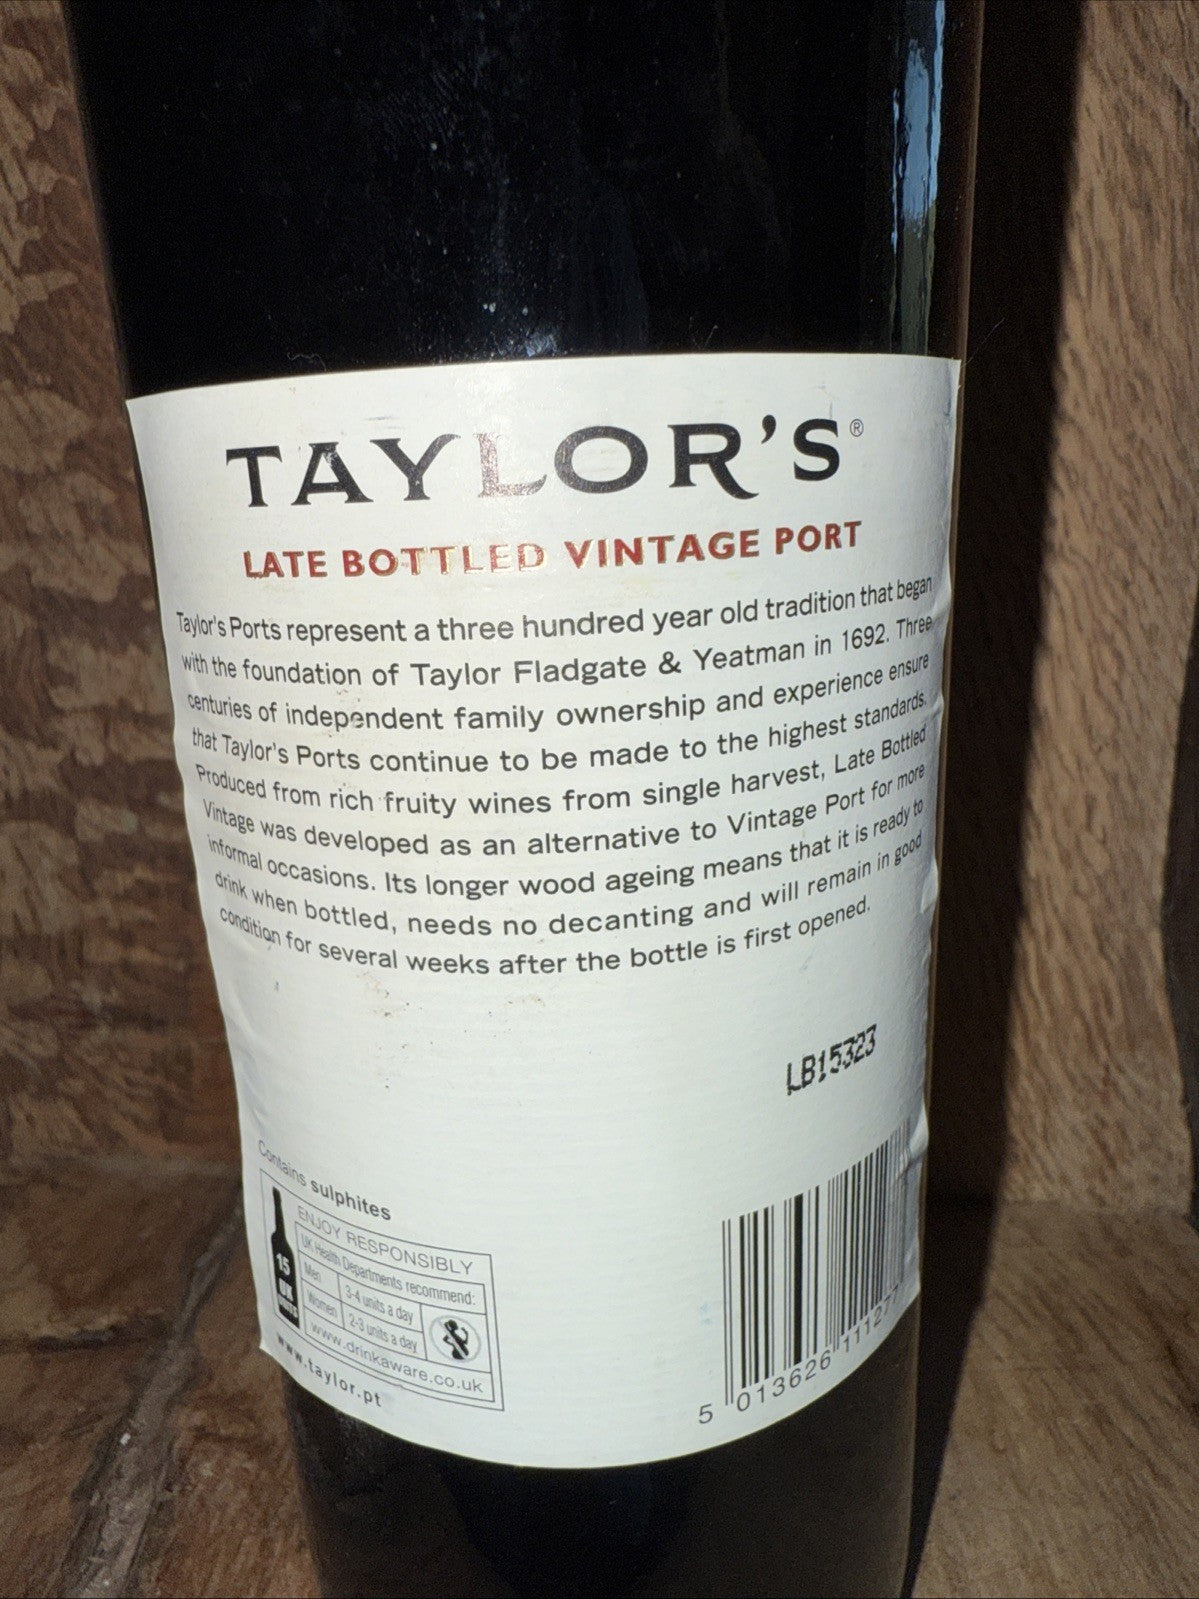 TAYLOR'S®
LATE BOTTLED VINTAGE PORT
Taylor's Ports represent a three hundred year old tradition that began
with the foundation of Taylor Fladgate & Yeatman in 1692. Three
centuries of independent family ownership and experience ensure
that Taylor's Ports continue to be made to the highest standards.
Produced from rich fruity wines from single harvest, Late Bottled
Vintage was developed as an alternative to Vintage Port for more
informal occasions. Its longer wood ageing means that it is ready to
drink when bottled, needs no decanting and will remain in good
condition for several weeks after the bottle is first opened.
LB15323
Contains sulphites
ENJOY RESPONSIBLY
UK Health Departments recommend:
Men 3-4 units a day
Women 2-3 units a day
15
UK
www.drinkaware.co.uk
www.taylor.pt
5 013626 111277